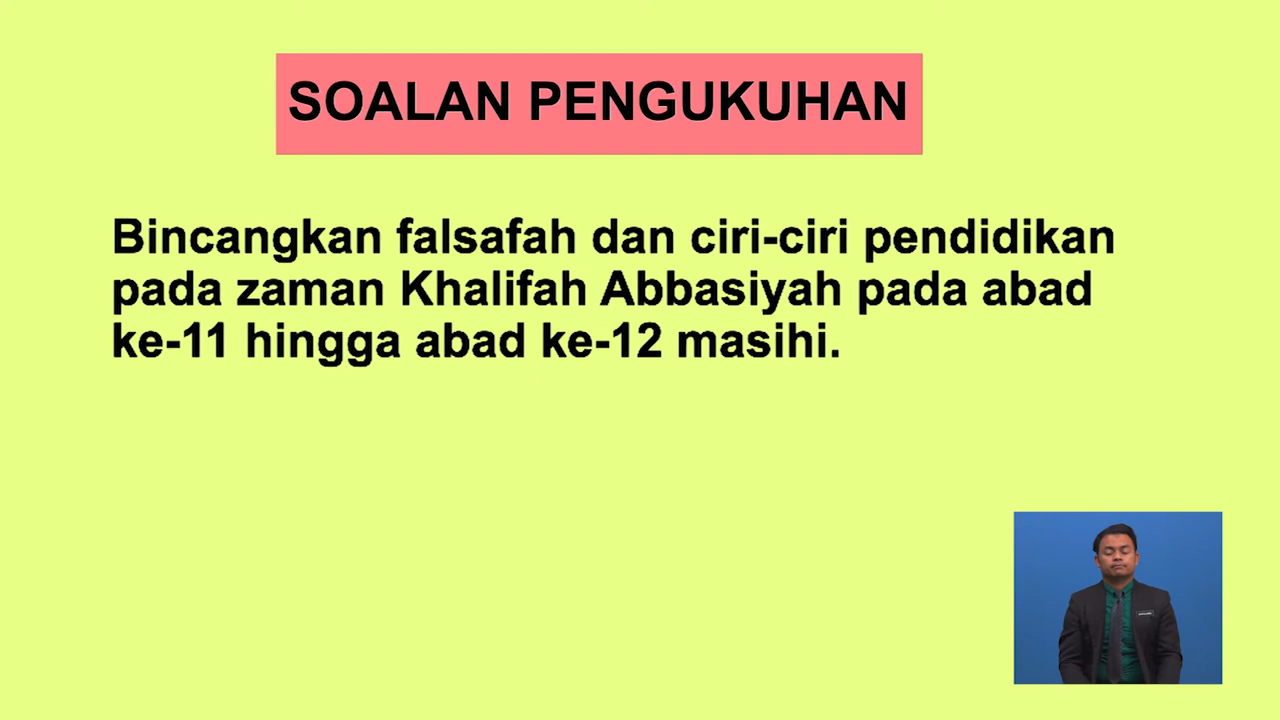 SOALAN PENGUKUHAN
Bincangkan falsafah dan ciri-ciri pendidikan
pada zaman Khalifah Abbasiyah pada abad
ke-11 hingga abad ke-12 masihi.